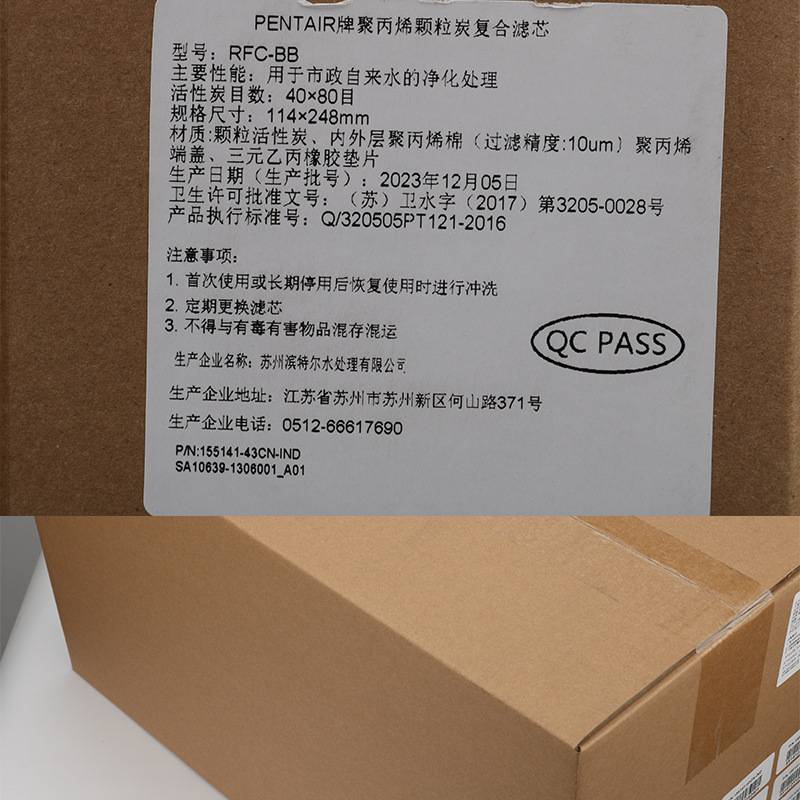 PENTAIR牌聚丙烯颗粒炭复合滤芯
型号：RFC-BB
主要性能：用于市政自来水的净化处理
活性炭目数：40×80目
规格尺寸：114×248mm
材质:颗粒活性炭、内外层聚丙烯棉（过滤精度:10um）聚丙烯
端盖、三元乙丙橡胶垫片
生产日期（生产批号）：2023年12月05日
卫生许可批准文号：（苏）卫水字（2017）第3205-0028号
产品执行标准号：Q/320505PT121-2016
注意事项：
1. 首次使用或长期停用后恢复使用时进行冲洗
2. 定期更换滤芯
3. 不得与有毒有害物品混存混运
QC PASS
生产企业名称：苏州滨特尔水处理有限公司
生产企业地址：江苏省苏州市苏州新区何山路371号
生产企业电话：0512-66617690
P/N:155141-43CN-IND
SA10639-1306001_A01